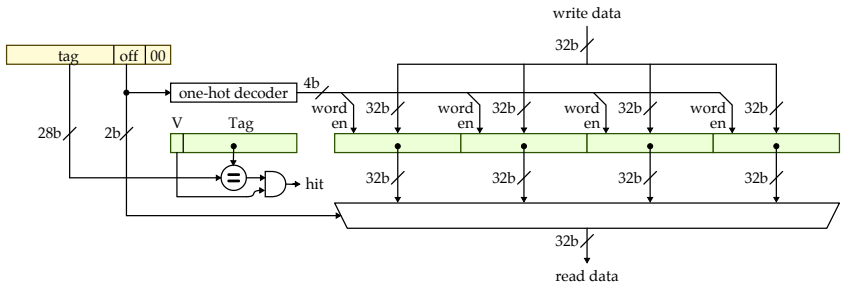 write data
32b
tag off 00
one-hot decoder 4b
word en 32b word en 32b word en 32b word en 32b
28b 2b V Tag
=
hit
32b 32b 32b 32b
32b
read data